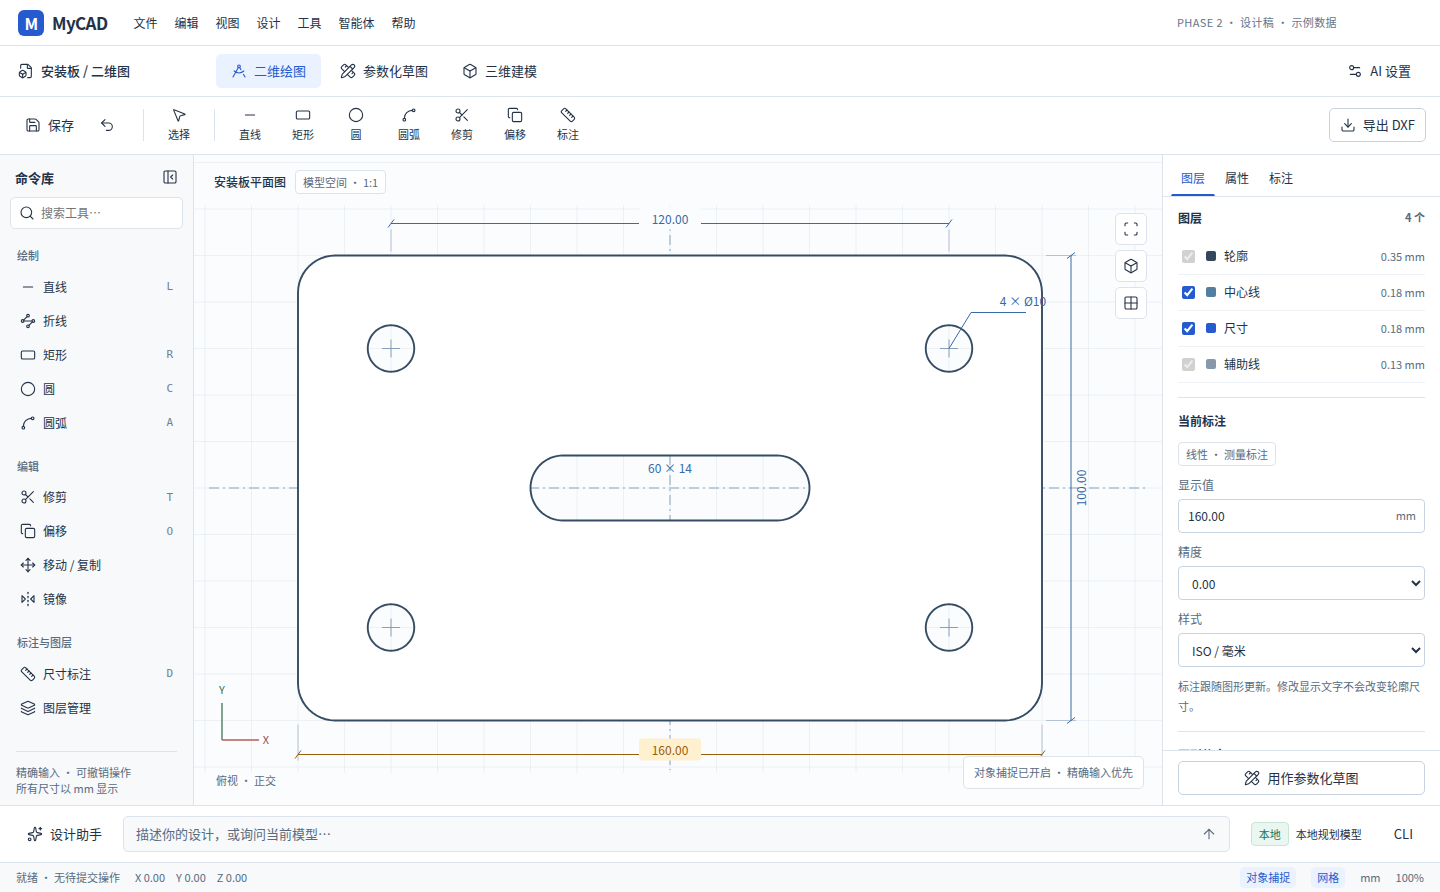 M MyCAD 文件 编辑 视图 设计 工具 智能体 帮助 PHASE 2 · 设计稿 · 示例数据
安装板 / 二维图 二维绘图 参数化草图 三维建模 AI 设置
保存 选择 直线 矩形 圆 圆弧 修剪 偏移 标注 导出 DXF
命令库
搜索工具…
绘制
直线 L
折线
矩形 R
圆 C
圆弧 A
编辑
修剪 T
偏移 O
移动 / 复制
镜像
标注与图层
尺寸标注 D
图层管理
精确输入 · 可撤销操作
所有尺寸以 mm 显示
安装板平面图 模型空间 · 1:1
120.00
4 × Ø10
60 × 14
100.00
Y
X
160.00
俯视 · 正交
对象捕捉已开启 · 精确输入优先
图层 属性 标注
图层 4 个
轮廓 0.35 mm
中心线 0.18 mm
尺寸 0.18 mm
辅助线 0.13 mm
当前标注
线性 · 测量标注
显示值
160.00 mm
精度
0.00
样式
ISO / 毫米
标注跟随图形更新。修改显示文字不会改变轮廓尺
寸。
用作参数化草图
设计助手 描述你的设计，或询问当前模型… 本地 本地规划模型 CLI
就绪 · 无待提交操作 X 0.00 Y 0.00 Z 0.00 对象捕捉 网格 mm 100%